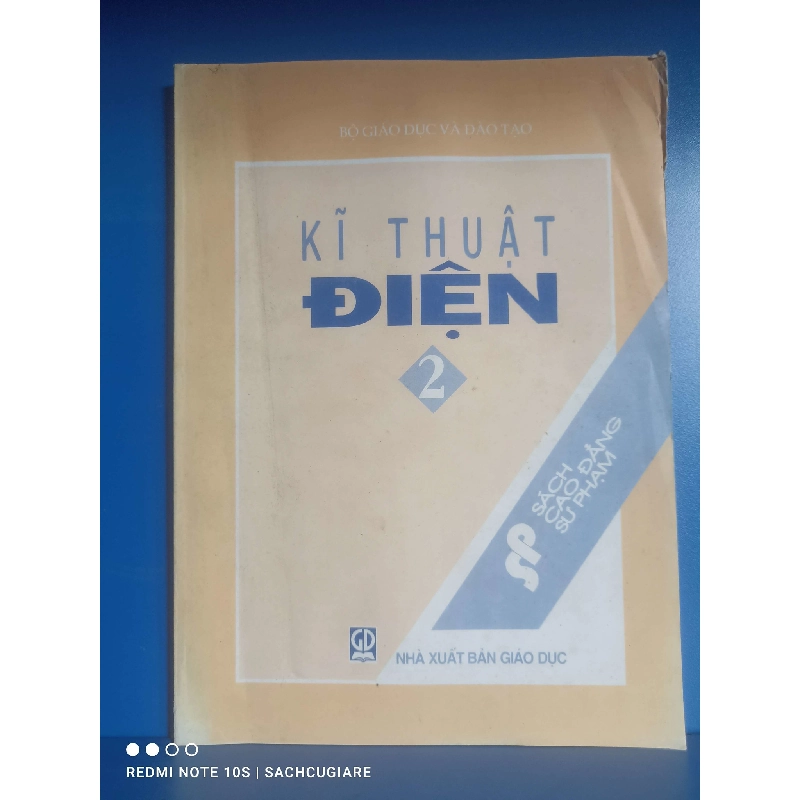 BỘ GIÁO DỤC VÀ ĐÀO TẠO
KĨ THUẬT
ĐIỆN
2
SP
SÁCH
CAO ĐẲNG
SƯ PHẠM
GD
NHÀ XUẤT BẢN GIÁO DỤC
REDMI NOTE 10S | SACHCUGIARE